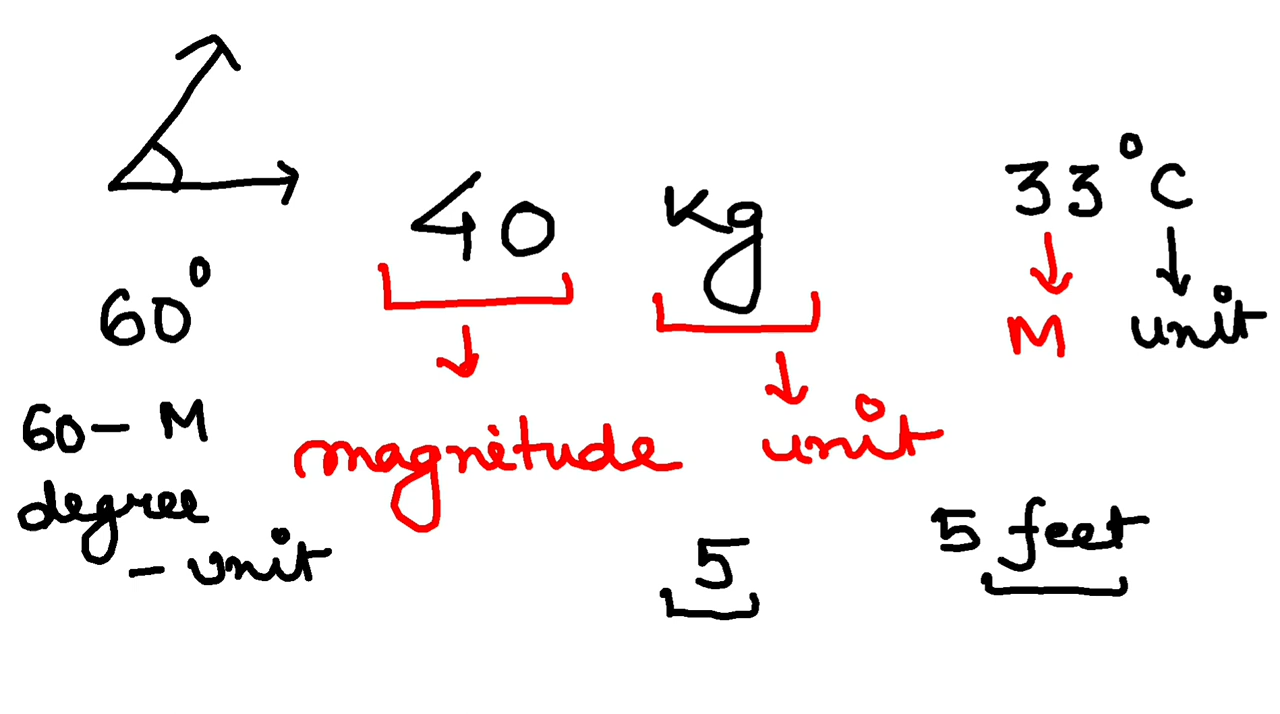 60°
60 - M
degree
- unit
40 kg
magnitude unit
33°C
M unit
5
5 feet